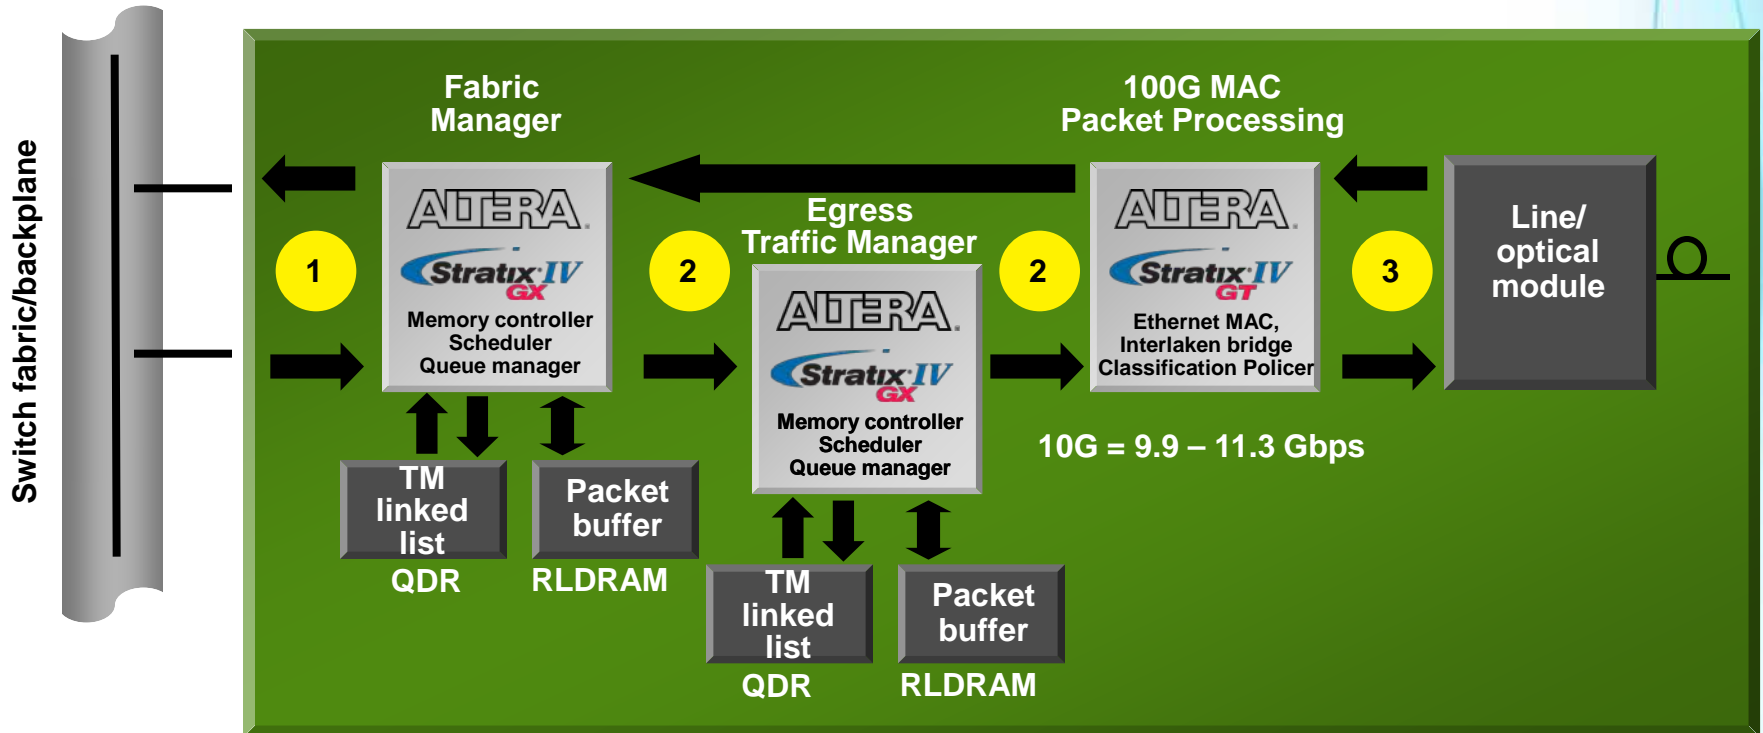 Switch fabric/backplane
Fabric
Manager
100G MAC
Packet Processing
ALTERA®
Stratix® IV
GX
Memory controller
Scheduler
Queue manager
Egress
Traffic Manager
ALTERA®
Stratix® IV
GX
Memory controller
Scheduler
Queue manager
ALTERA®
Stratix® IV
GT
Ethernet MAC,
Interlaken bridge
Classification Policer
Line/
optical
module
1
2
2
3
10G = 9.9 – 11.3 Gbps
TM
linked
list
QDR
Packet
buffer
RLDRAM
TM
linked
list
QDR
Packet
buffer
RLDRAM